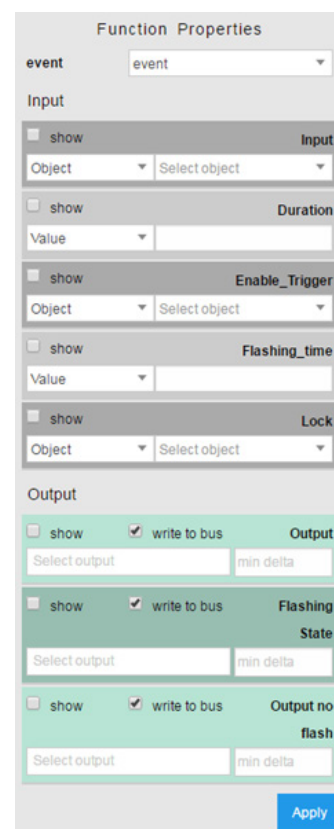 Function Properties
event event
Input
show Input
Object Select object
show Duration
Value
show Enable_Trigger
Object Select object
show Flashing_time
Value
show Lock
Object Select object
Output
show write to bus Output
Select output min delta
show write to bus Flashing
State
Select output min delta
show write to bus Output no
flash
Select output min delta
Apply